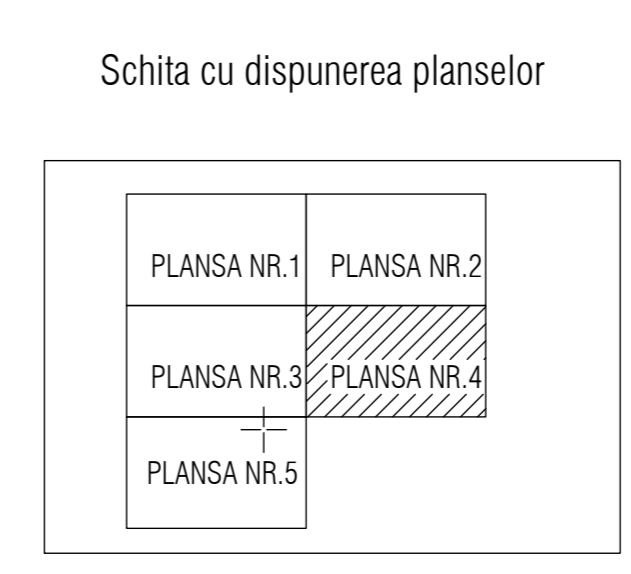 Schita cu dispunerea planselor
PLANSA NR.1
PLANSA NR.2
PLANSA NR.3
PLANSA NR.4
PLANSA NR.5